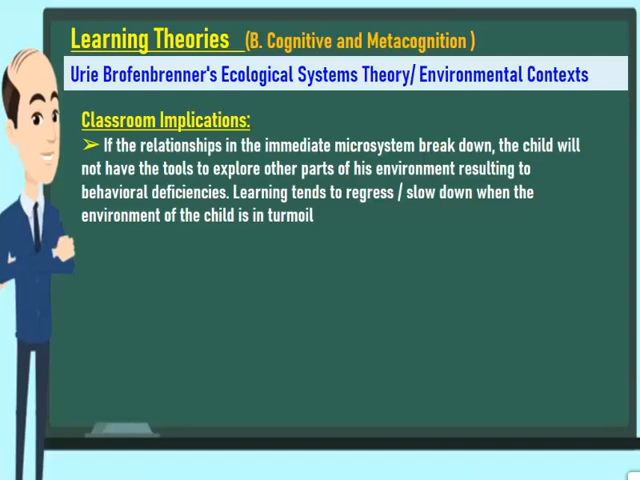 Learning Theories (B. Cognitive and Metacognition )
Urie Brofenbrenner's Ecological Systems Theory/ Environmental Contexts
Classroom Implications:
➢ If the relationships in the immediate microsystem break down, the child will
not have the tools to explore other parts of his environment resulting to
behavioral deficiencies. Learning tends to regress / slow down when the
environment of the child is in turmoil